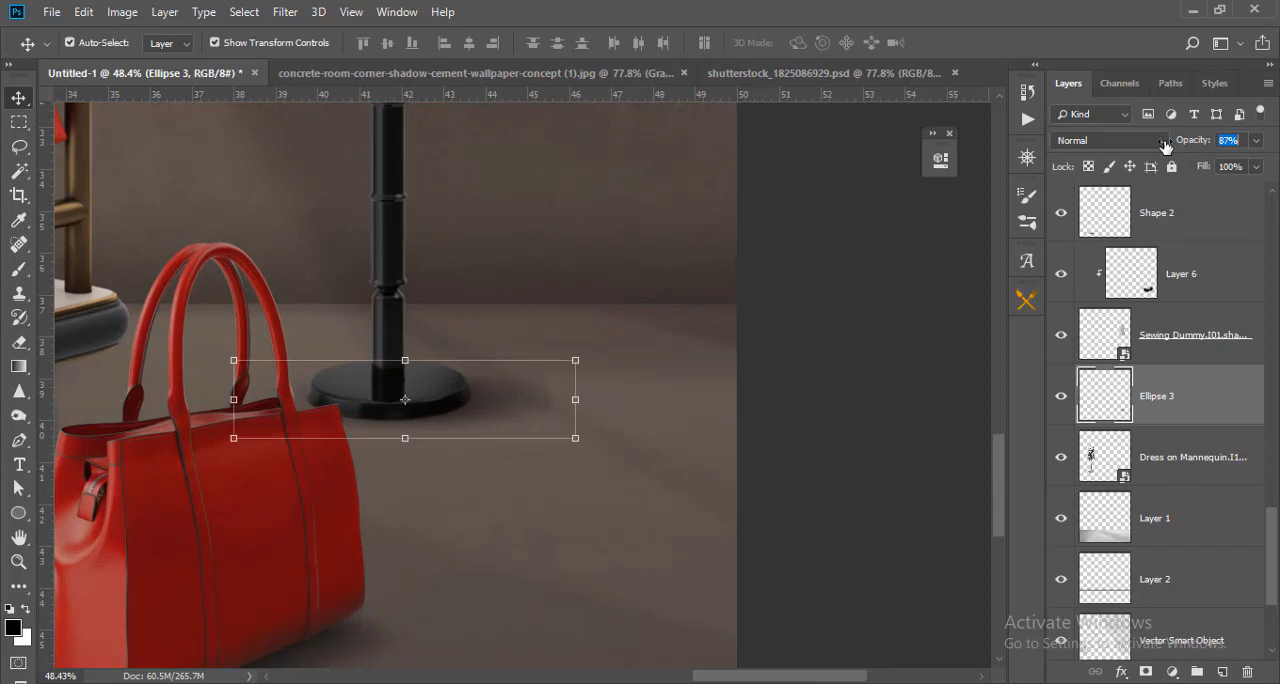 Ps File Edit Image Layer Type Select Filter 3D View Window Help
Auto-Select: Layer Show Transform Controls 3D Mode:
Untitled-1 @ 48.4% (Ellipse 3, RGB/8#) * concrete-room-corner-shadow-cement-wallpaper-concept (1).jpg @ 77.8% (Gra... shutterstock_1825086929.psd @ 77.8% (RGB/8...
35 36 37 38 39 40 41 42 43 44 45 46 47 48 49 50 51 52 53 54 55
Layers Channels Paths Styles
Kind
Normal Opacity: 87%
Lock: Fill: 100%
Shape 2
Layer 6
Sewing Dummy.I01.sha...
Ellipse 3
Dress on Mannequin.I1...
Layer 1
Layer 2
Vector Smart Object
Activate Windows
Go to Settings to activate Windows.
48.43% Doc: 60.5M/265.7M